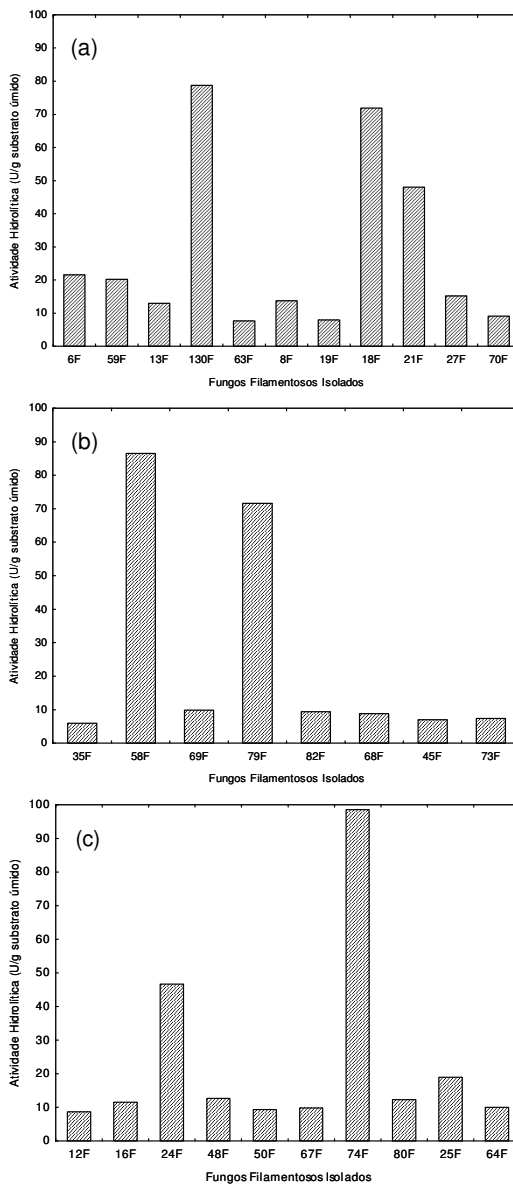 (a)
Atividade Hidrolítica (U/g substrato úmido)
100
90
80
70
60
50
40
30
20
10
0
6F 59F 13F 130F 63F 8F 19F 18F 21F 27F 70F
Fungos Filamentosos Isolados
(b)
Atividade Hidrolítica (U/g substrato úmido)
100
90
80
70
60
50
40
30
20
10
0
35F 58F 69F 79F 82F 68F 45F 73F
Fungos Filamentosos Isolados
(c)
Atividade Hidrolítica (U/g substrato úmido)
100
90
80
70
60
50
40
30
20
10
0
12F 16F 24F 48F 50F 67F 74F 80F 25F 64F
Fungos Filamentosos Isolados